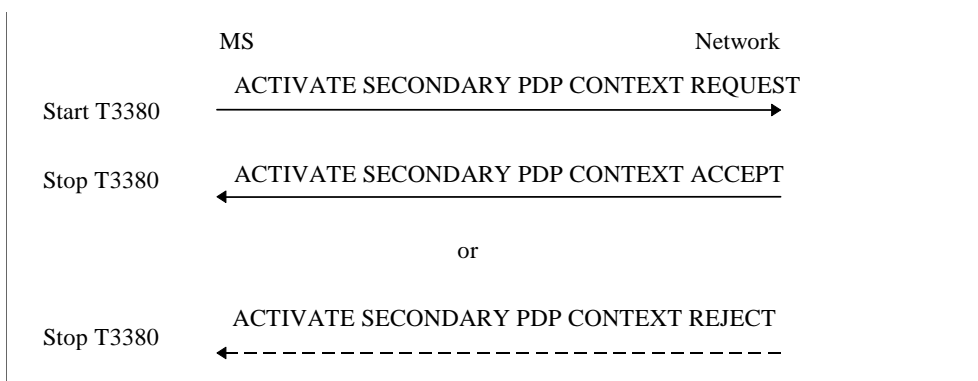 MS Network
ACTIVATE SECONDARY PDP CONTEXT REQUEST
Start T3380
Stop T3380 ACTIVATE SECONDARY PDP CONTEXT ACCEPT
or
ACTIVATE SECONDARY PDP CONTEXT REJECT
Stop T3380